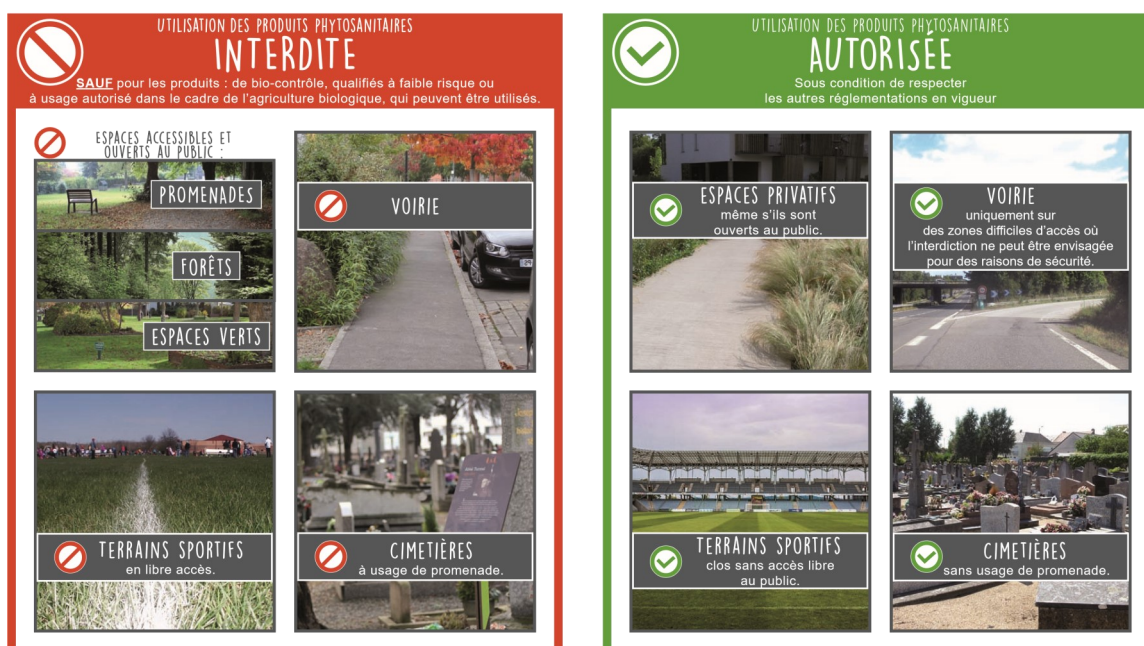 UTILISATION DES PRODUITS PHYTOSANITAIRES
INTERDITE
SAUF pour les produits : de bio-contrôle, qualifiés à faible risque ou
à usage autorisé dans le cadre de l'agriculture biologique, qui peuvent être utilisés.
ESPACES ACCESSIBLES ET
OUVERTS AU PUBLIC :
PROMENADES
FORÊTS
ESPACES VERTS
VOIRIE
TERRAINS SPORTIFS
en libre accès.
CIMETIÈRES
à usage de promenade.
UTILISATION DES PRODUITS PHYTOSANITAIRES
AUTORISÉE
Sous condition de respecter
les autres réglementations en vigueur
ESPACES PRIVATIFS
même s'ils sont
ouverts au public.
VOIRIE
uniquement sur
des zones difficiles d'accès où
l'interdiction ne peut être envisagée
pour des raisons de sécurité.
TERRAINS SPORTIFS
clos sans accès libre
au public.
CIMETIÈRES
sans usage de promenade.